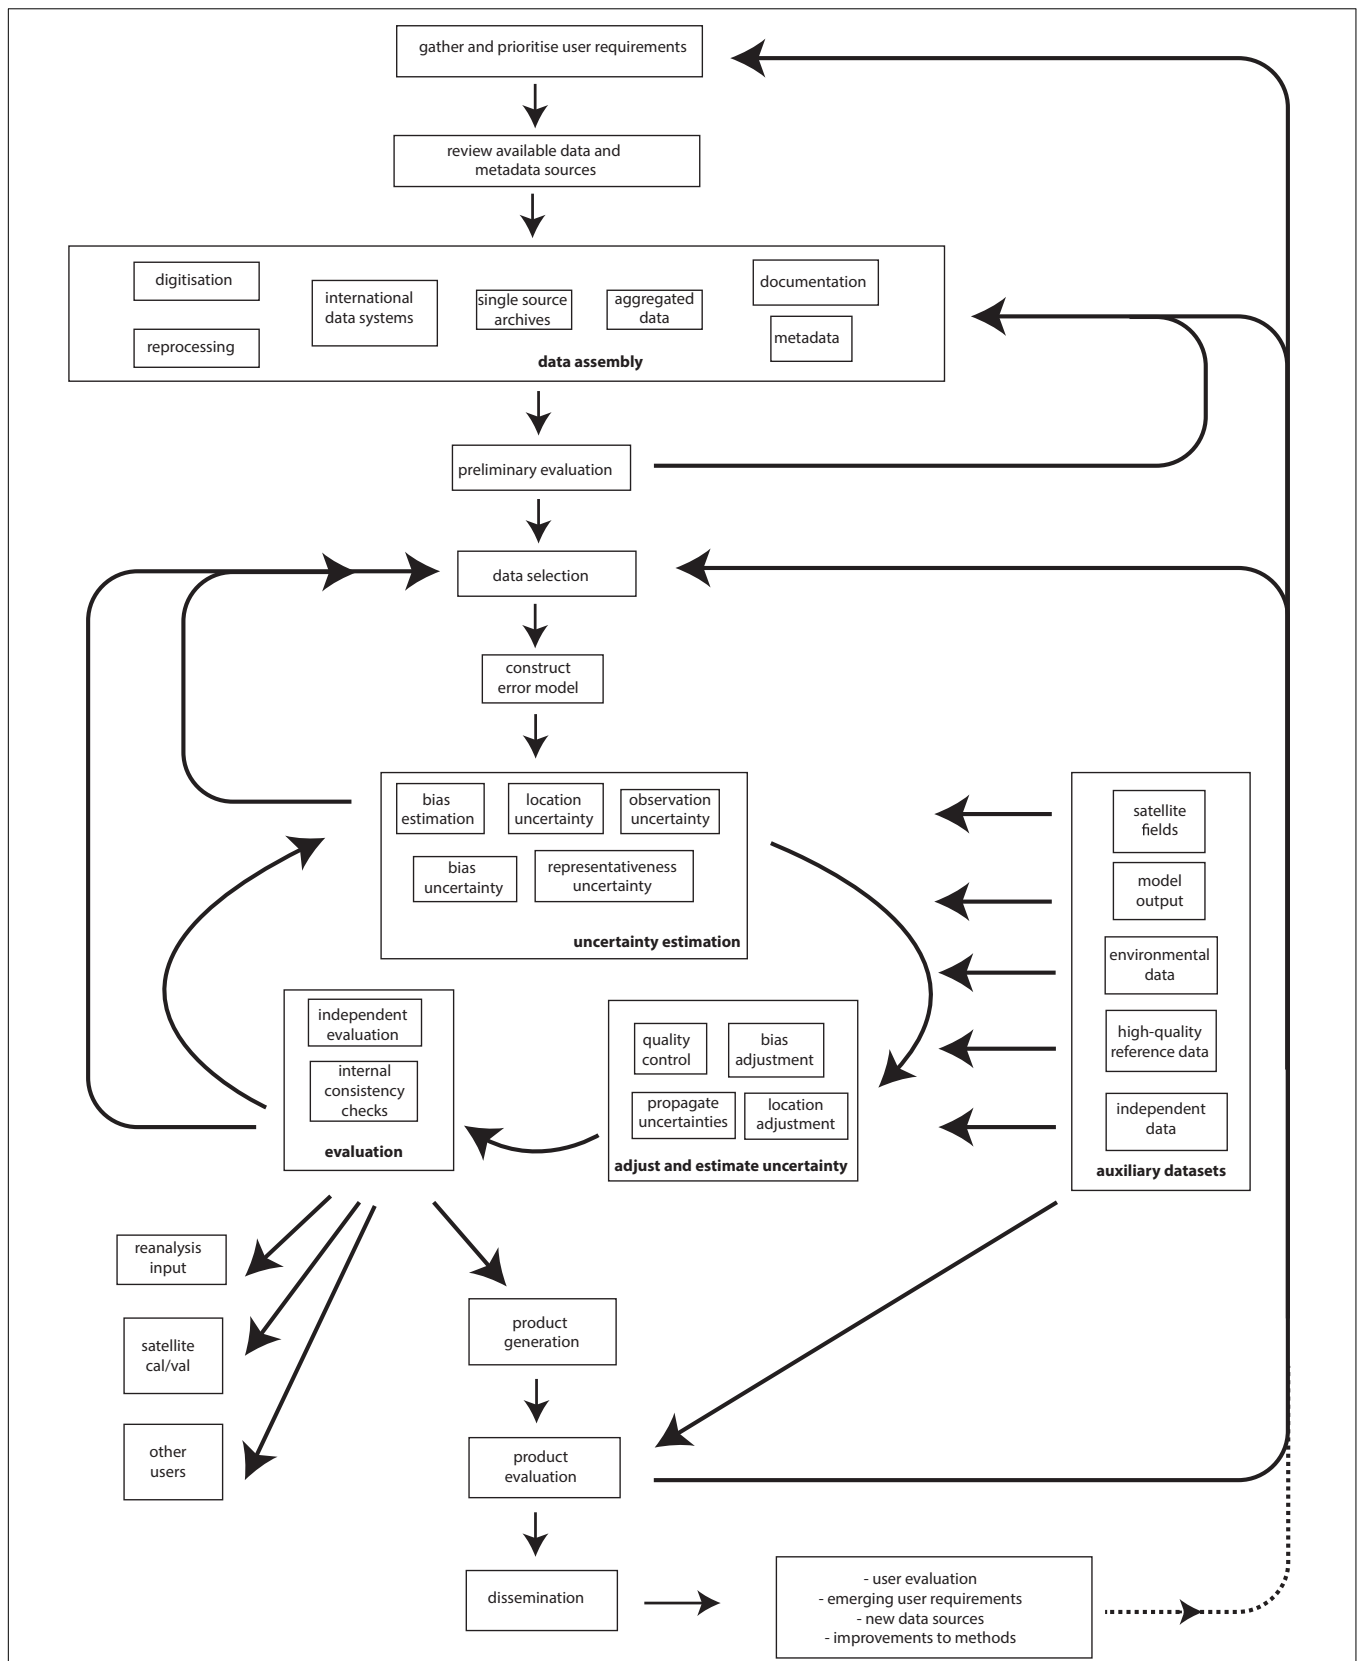 gather and prioritise user requirements
review available data and
metadata sources
digitisation
reprocessing
international
data systems
single source
archives
aggregated
data
documentation
metadata
data assembly
preliminary evaluation
data selection
construct
error model
bias
estimation
location
uncertainty
observation
uncertainty
bias
uncertainty
representativeness
uncertainty
uncertainty estimation
satellite
fields
model
output
environmental
data
high-quality
reference data
independent
data
auxiliary datasets
independent
evaluation
internal
consistency
checks
evaluation
quality
control
bias
adjustment
propagate
uncertainties
location
adjustment
adjust and estimate uncertainty
reanalysis
input
satellite
cal/val
other
users
product
generation
product
evaluation
dissemination
- user evaluation
- emerging user requirements
- new data sources
- improvements to methods